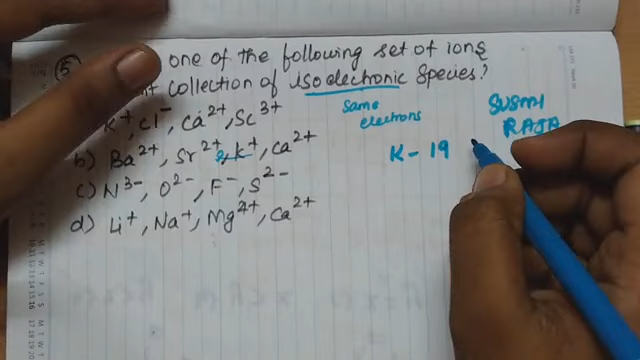 (5) one of the following set of ions
collection of isoelectronic species?
K+, Cl-, Ca2+, Sc3+
b) Ba2+, Sr2+, K+, Ca2+
c) N3-, O2-, F-, S2-
d) Li+, Na+, Mg2+, Ca2+
Same
electrons
K - 19
SUSMI
RAJA